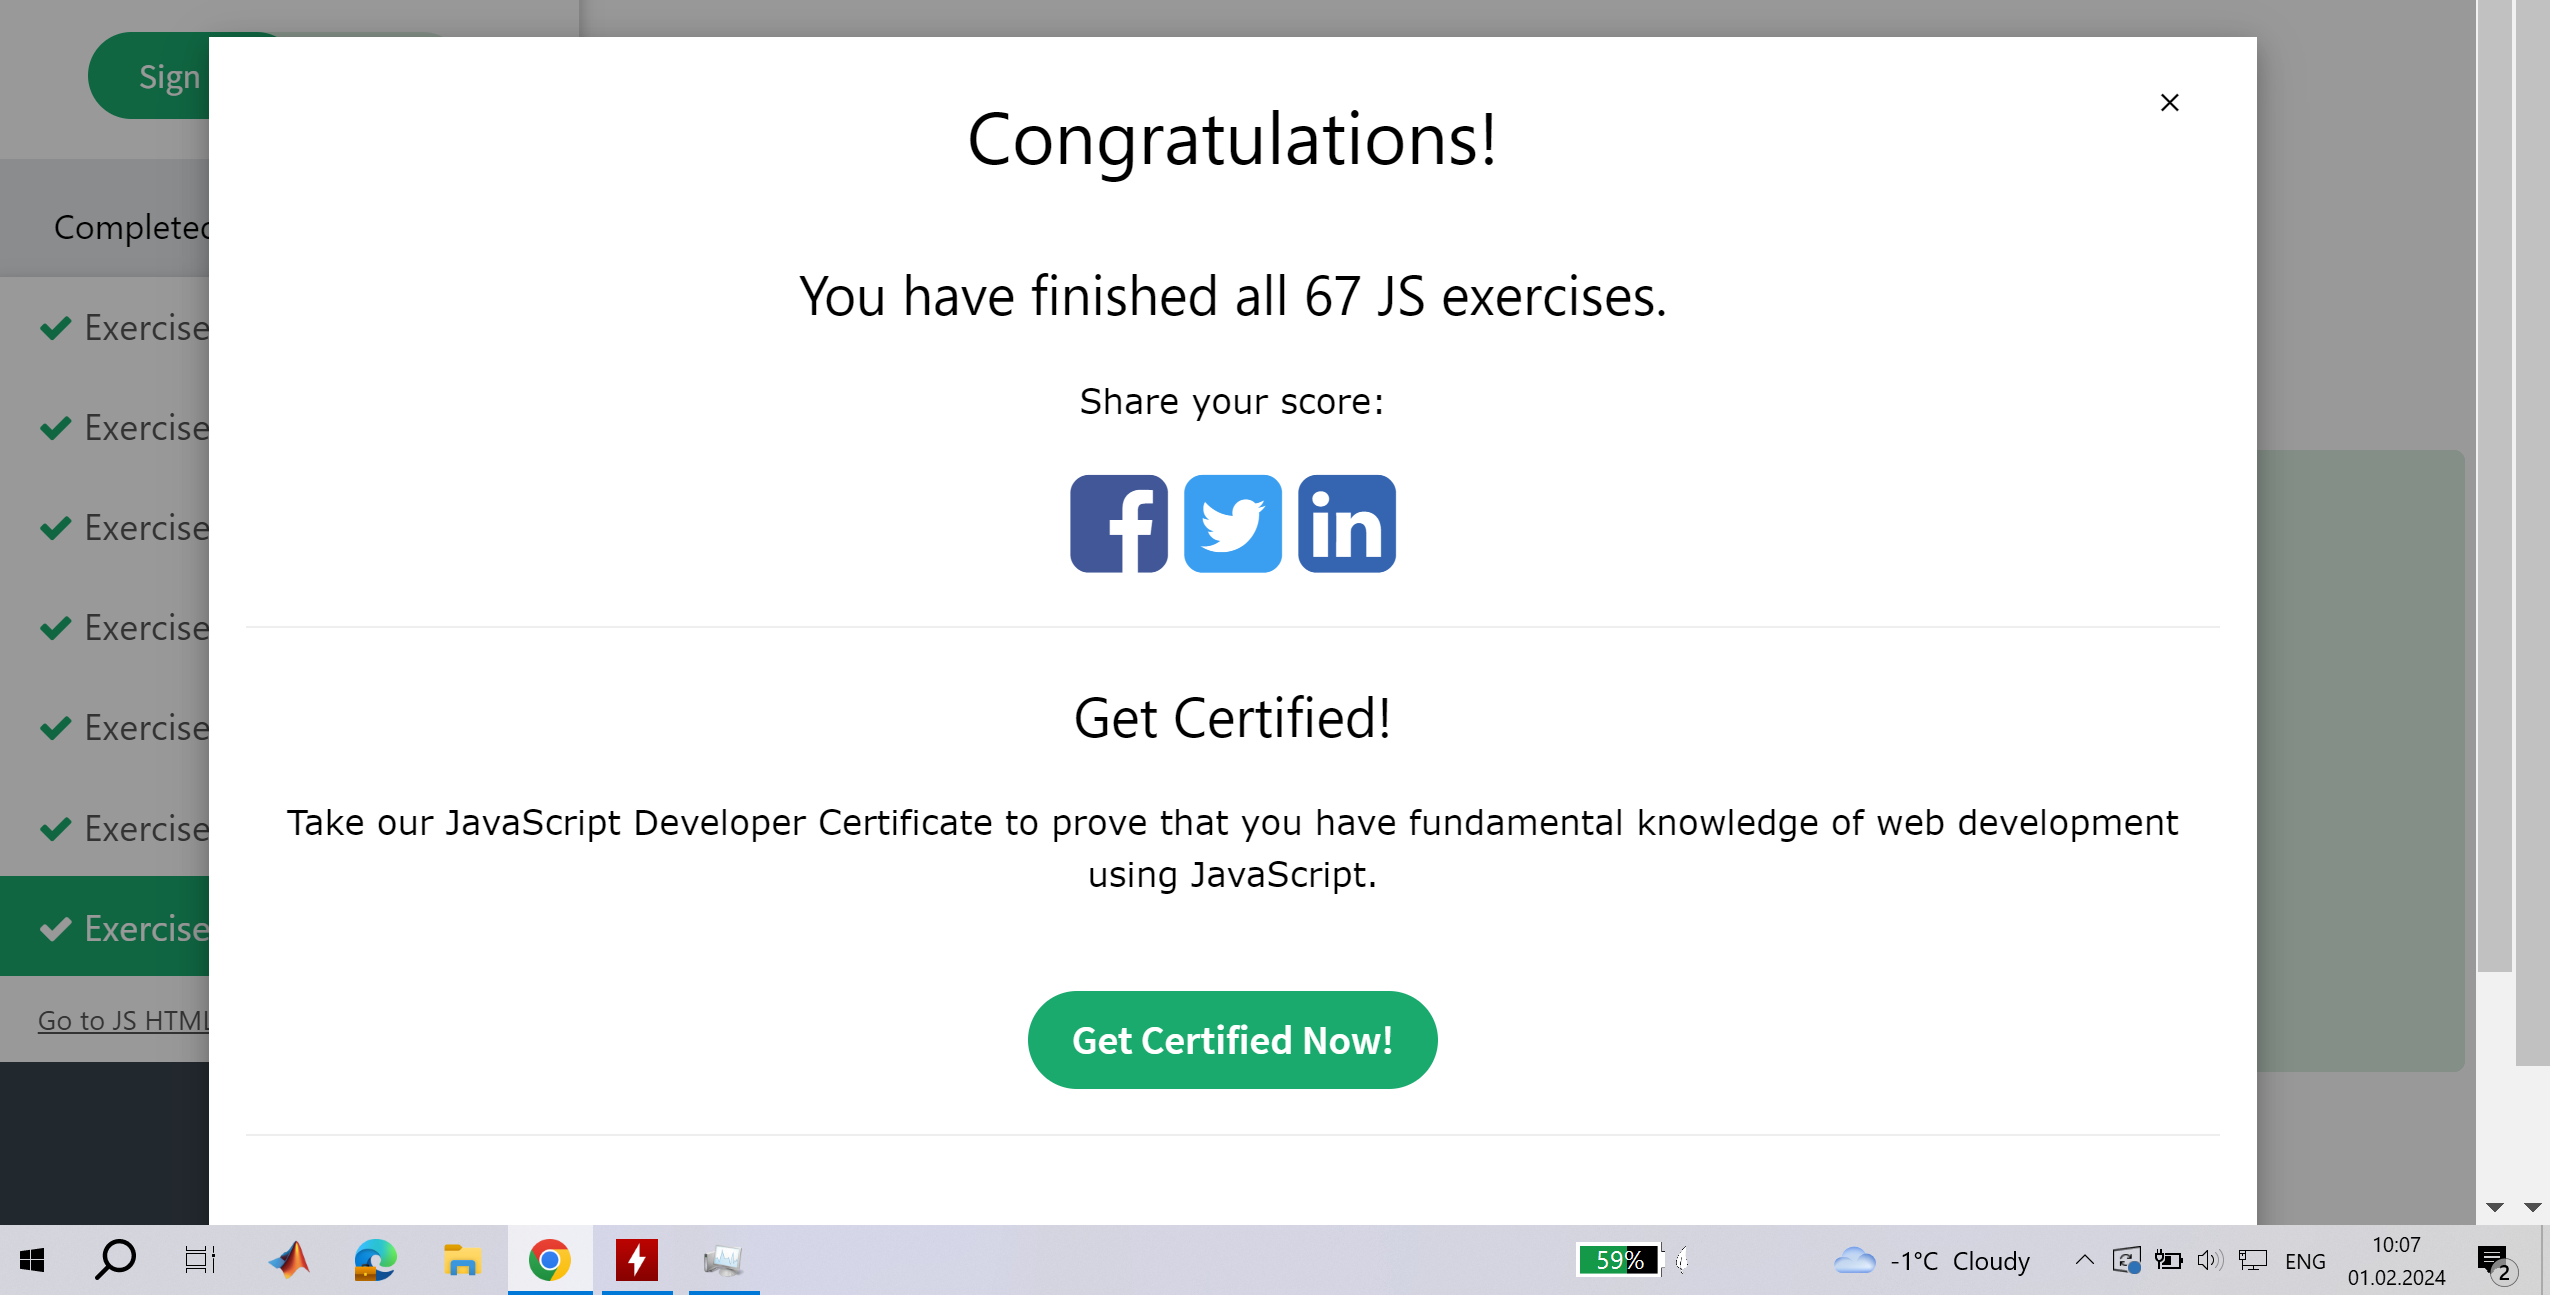 Sign
Congratulations!
You have finished all 67 JS exercises.
Share your score:
Completed
Exercise
Exercise
Exercise
Exercise
Exercise
Exercise
Exercise
Go to JS HTML
Get Certified!
Take our JavaScript Developer Certificate to prove that you have fundamental knowledge of web development
using JavaScript.
Get Certified Now!
59%
-1°C Cloudy
ENG
10:07
01.02.2024
2